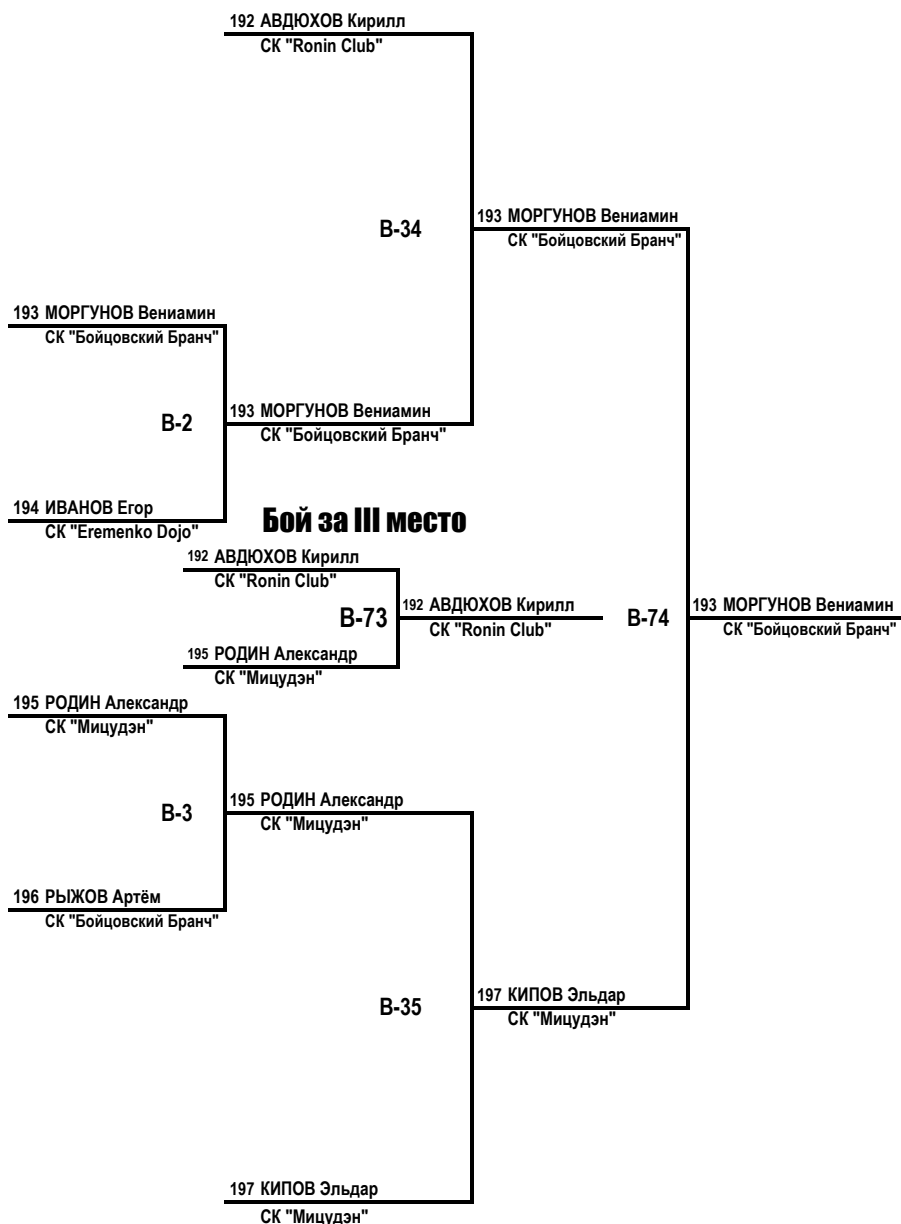 192 АВДЮХОВ Кирилл
СК "Ronin Club"
В-34
193 МОРГУНОВ Вениамин
СК "Бойцовский Бранч"
193 МОРГУНОВ Вениамин
СК "Бойцовский Бранч"
В-2
193 МОРГУНОВ Вениамин
СК "Бойцовский Бранч"
194 ИВАНОВ Егор
СК "Eremenko Dojo"
Бой за III место
192 АВДЮХОВ Кирилл
СК "Ronin Club"
В-73
192 АВДЮХОВ Кирилл
СК "Ronin Club"
В-74
193 МОРГУНОВ Вениамин
СК "Бойцовский Бранч"
195 РОДИН Александр
СК "Мицудэн"
195 РОДИН Александр
СК "Мицудэн"
В-3
195 РОДИН Александр
СК "Мицудэн"
196 РЫЖОВ Артём
СК "Бойцовский Бранч"
В-35
197 КИПОВ Эльдар
СК "Мицудэн"
197 КИПОВ Эльдар
СК "Мицудэн"